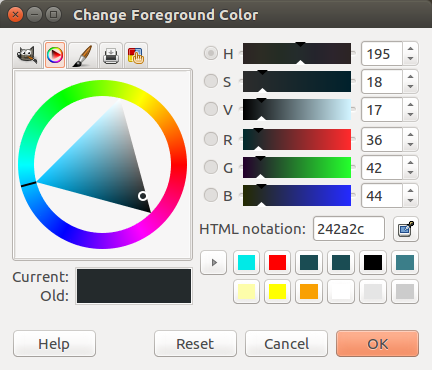 Change Foreground Color
H 195
S 18
V 17
R 36
G 42
B 44
HTML notation: 242a2c
Current:
Old:
Help Reset Cancel OK